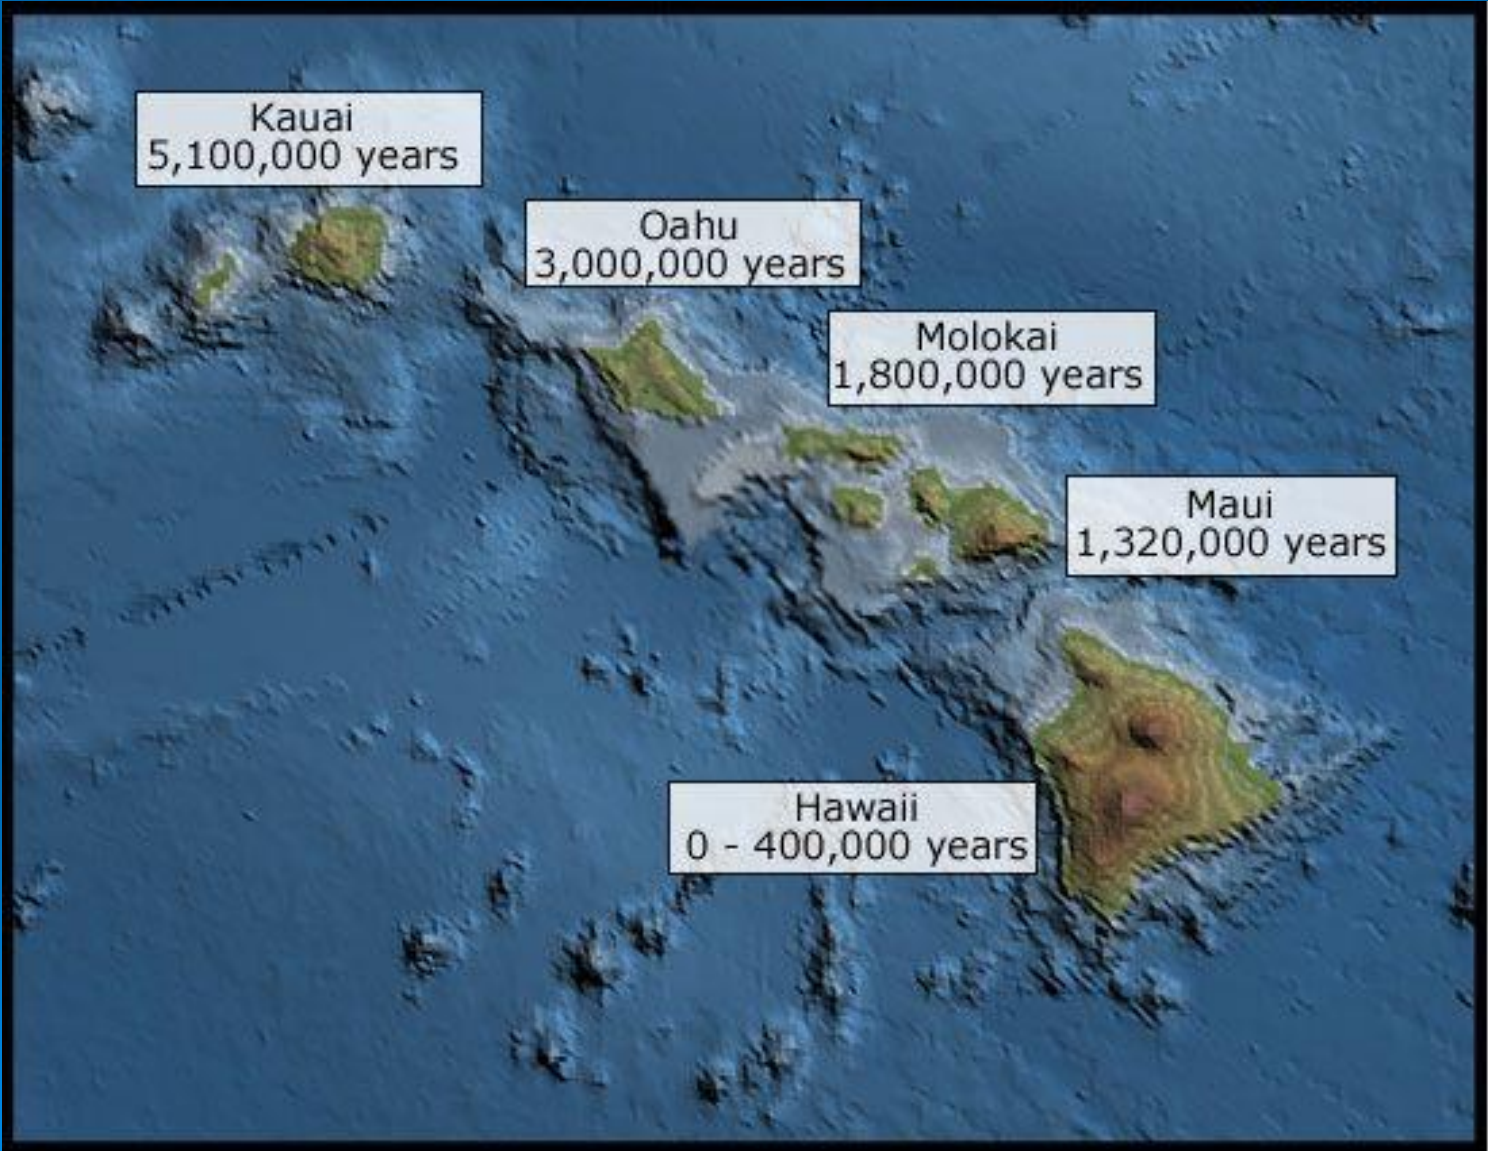 Kauai
5,100,000 years
Oahu
3,000,000 years
Molokai
1,800,000 years
Maui
1,320,000 years
Hawaii
0 - 400,000 years